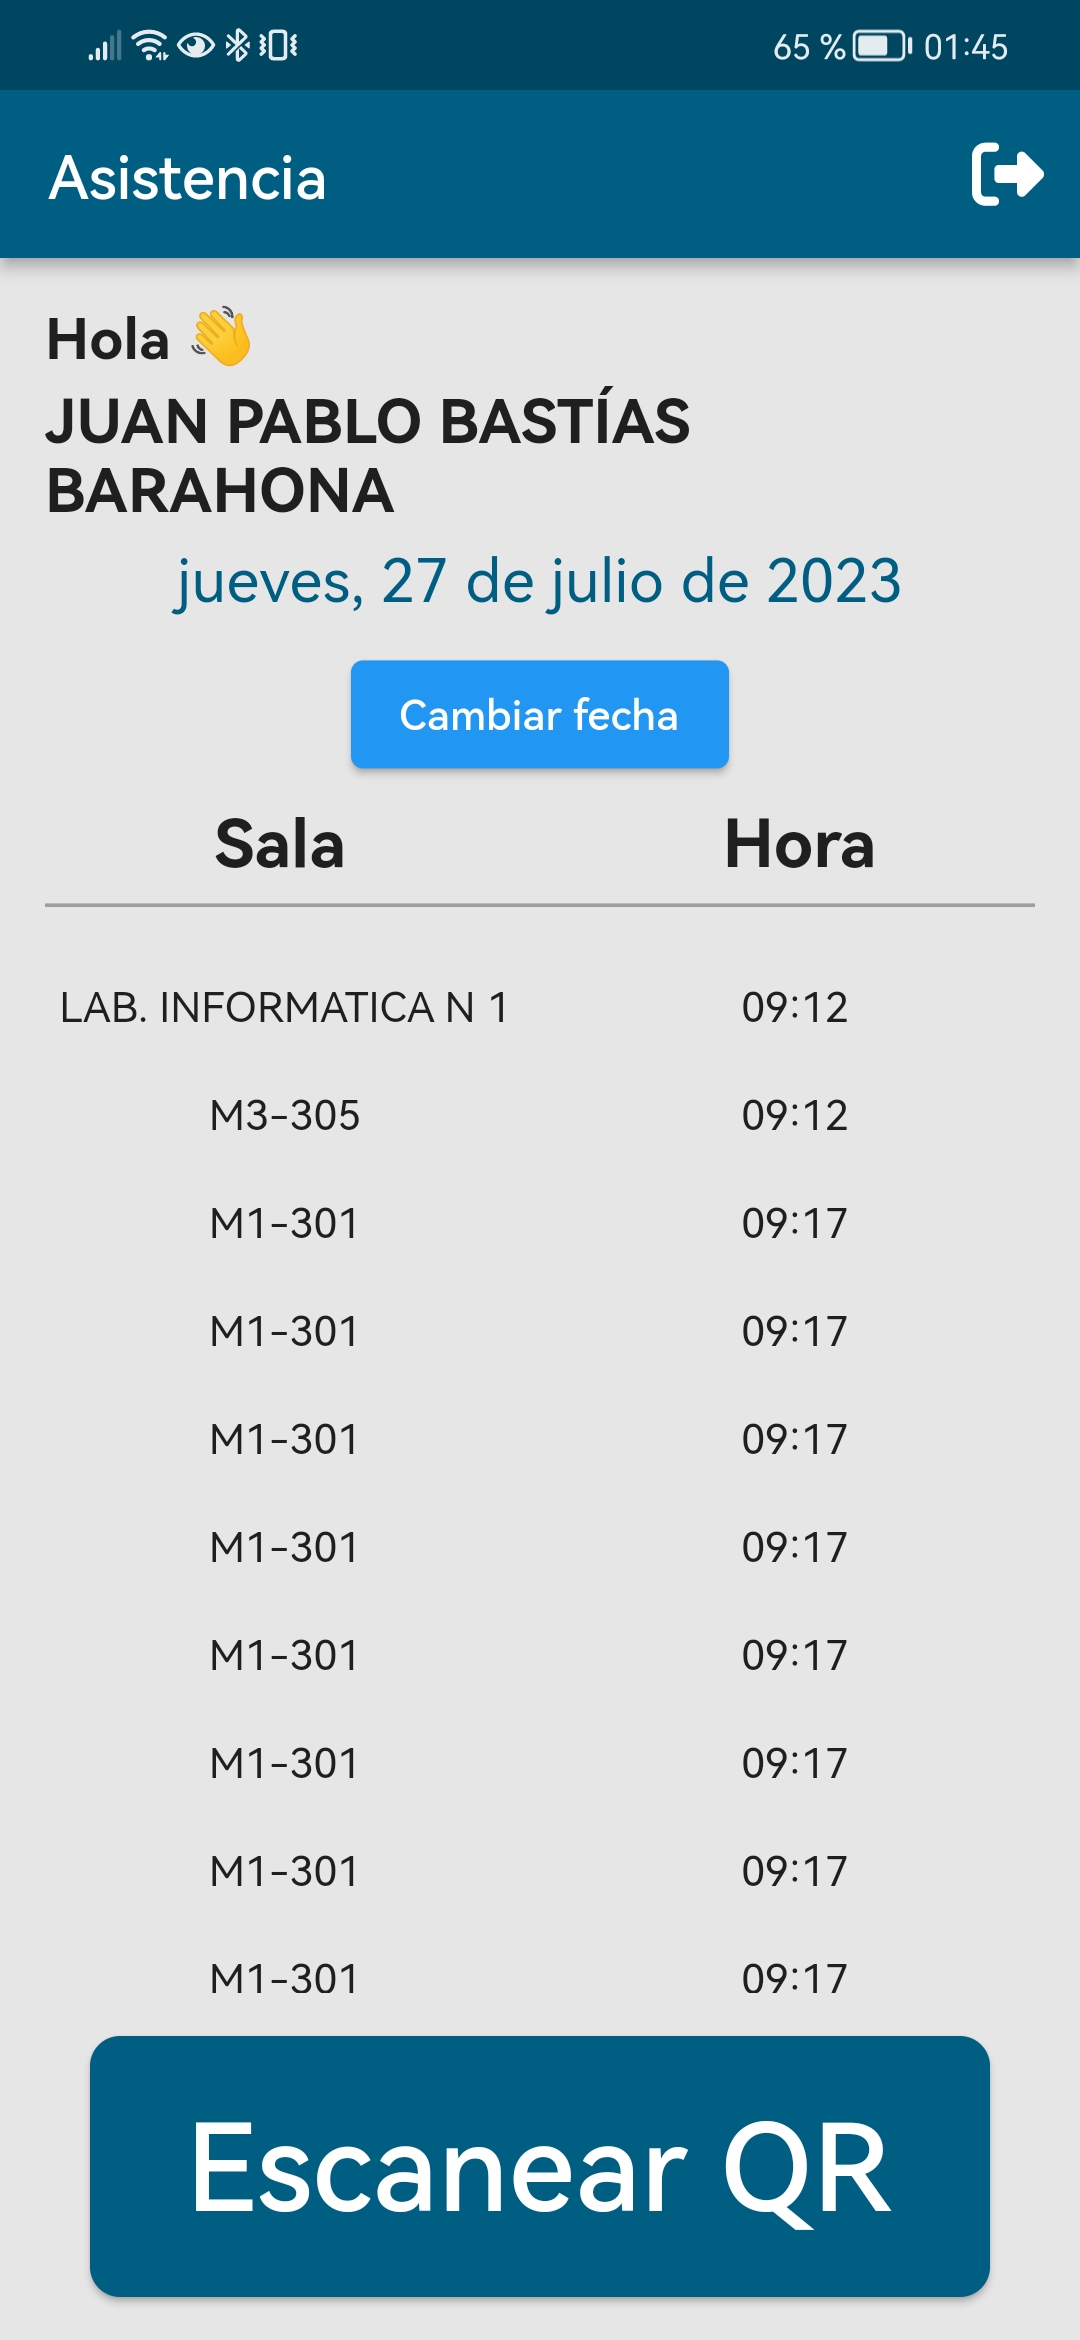 65 % 01:45
Asistencia
Hola 👋
JUAN PABLO BASTÍAS
BARAHONA
jueves, 27 de julio de 2023
Cambiar fecha
Sala Hora
LAB. INFORMATICA N 1 09:12
M3-305 09:12
M1-301 09:17
M1-301 09:17
M1-301 09:17
M1-301 09:17
M1-301 09:17
M1-301 09:17
M1-301 09:17
M1-301 09:17
Escanear QR